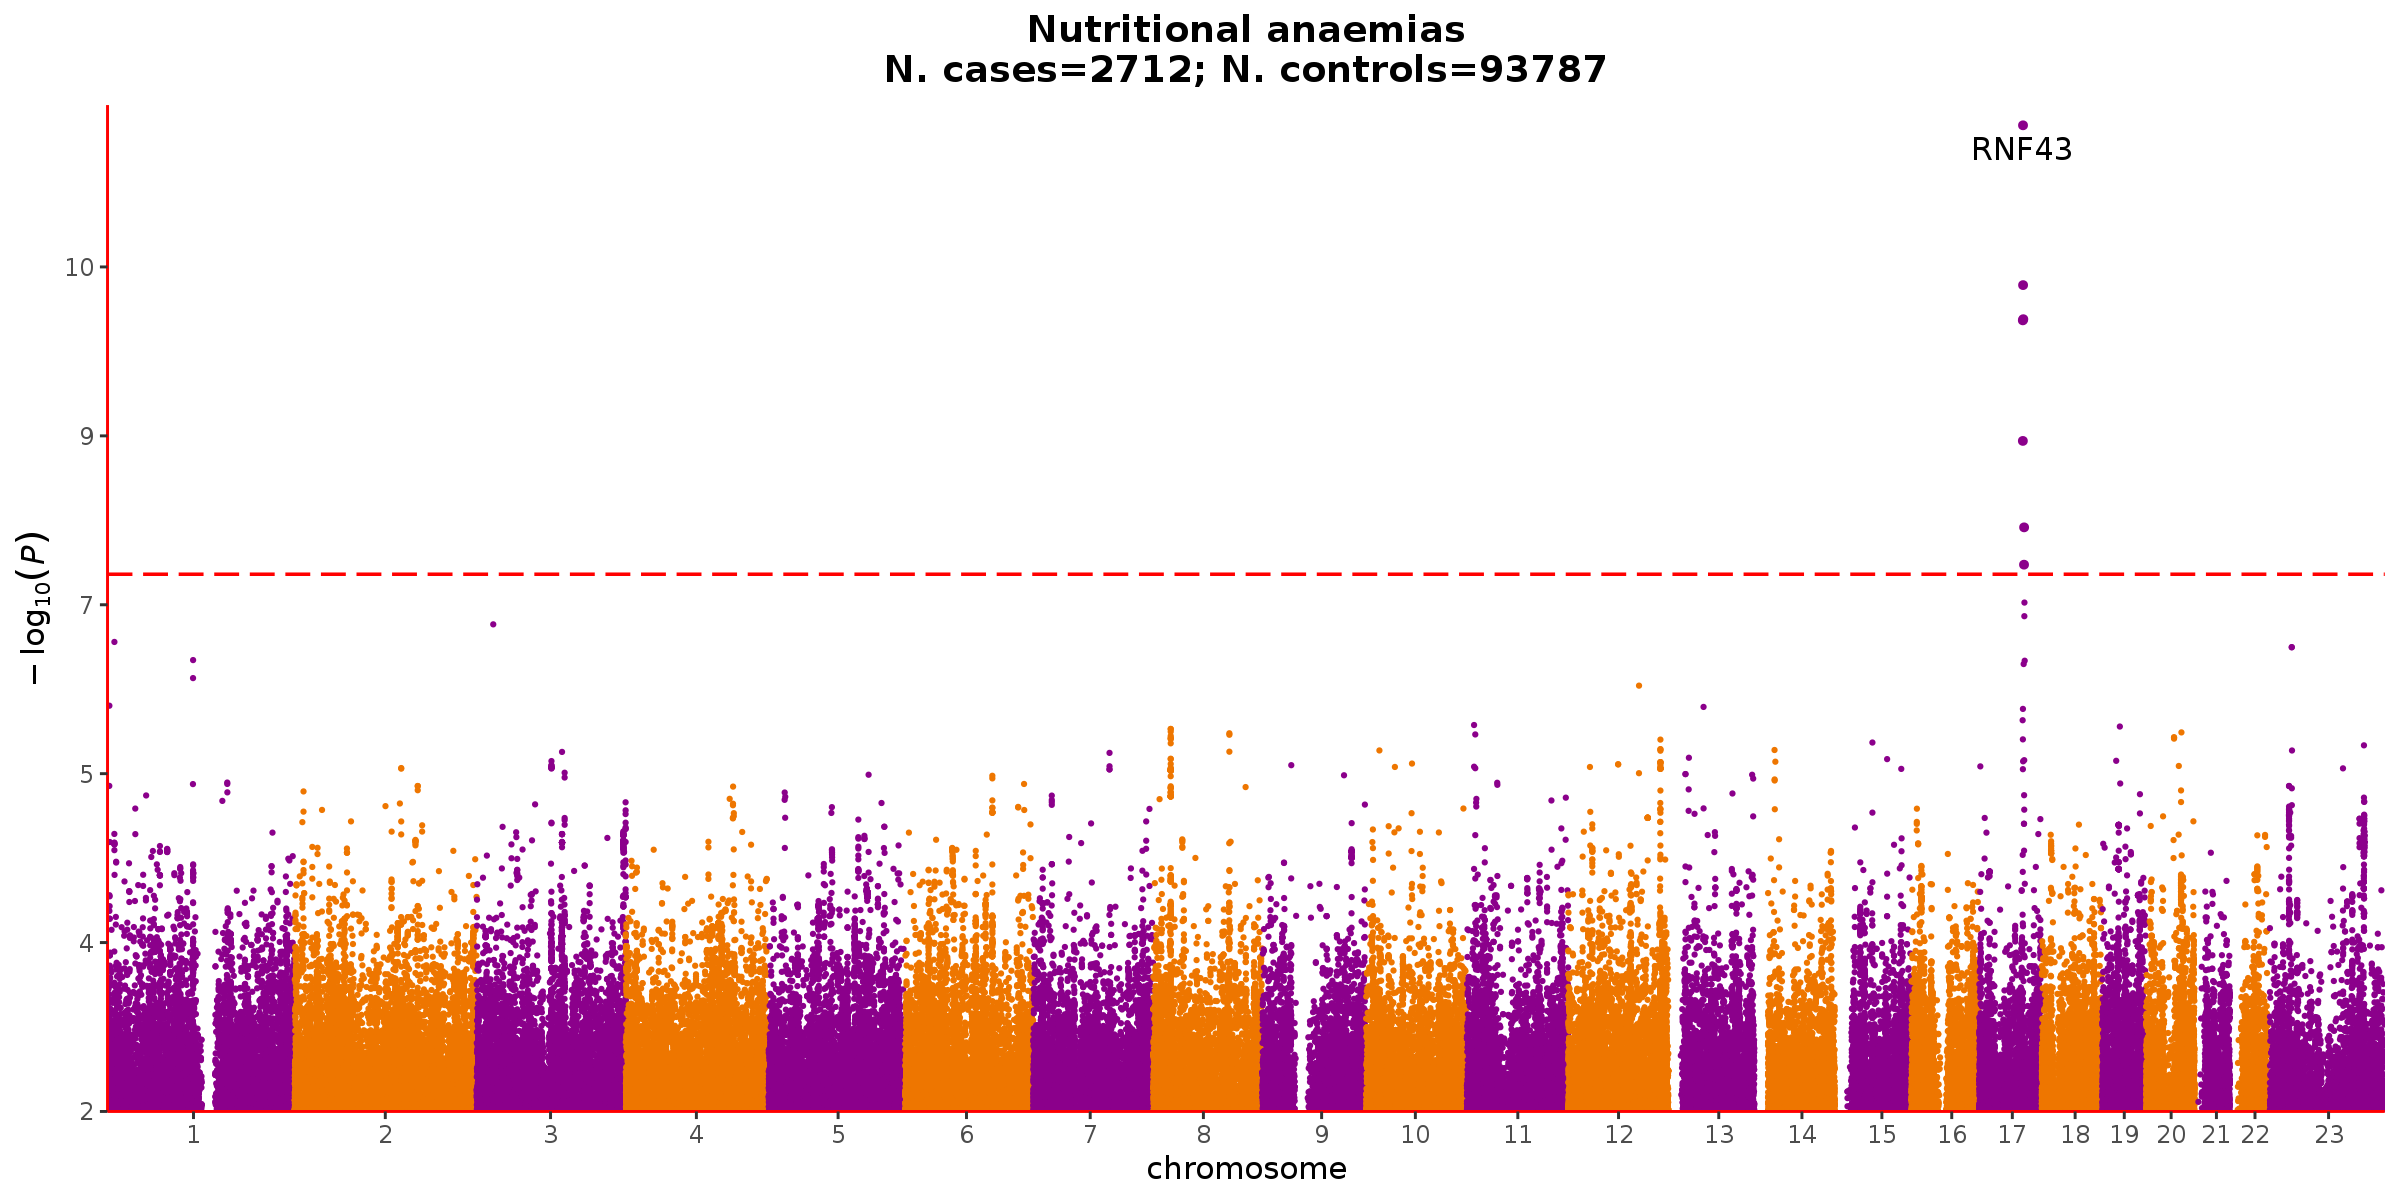 Nutritional anaemias
N. cases=2712; N. controls=93787
RNF43
10
9
7
5
4
2
−log10(P)
1 2 3 4 5 6 7 8 9 10 11 12 13 14 15 16 17 18 19 20 21 22 23
chromosome